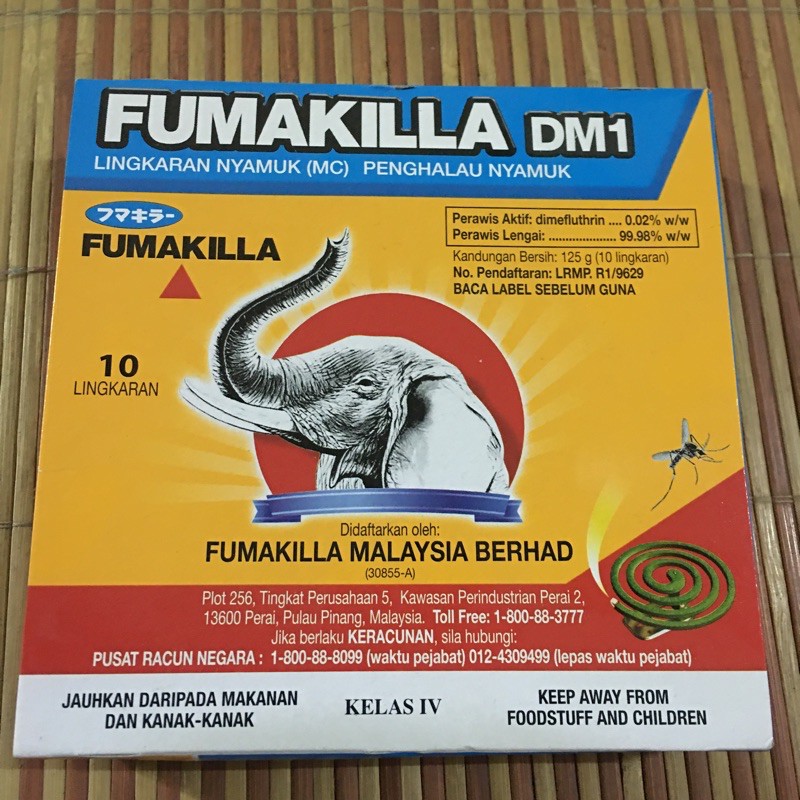 FUMAKILLA DM1
LINGKARAN NYAMUK (MC) PENGHALAU NYAMUK
フマキラー
FUMAKILLA
Perawis Aktif: dimefluthrin .... 0.02% w/w
Perawis Lengai: .................... 99.98% w/w
Kandungan Bersih: 125 g (10 lingkaran)
No. Pendaftaran: LRMP. R1/9629
BACA LABEL SEBELUM GUNA
10
LINGKARAN
Didaftarkan oleh:
FUMAKILLA MALAYSIA BERHAD
(30855-A)
Plot 256, Tingkat Perusahaan 5, Kawasan Perindustrian Perai 2,
13600 Perai, Pulau Pinang, Malaysia. Toll Free: 1-800-88-3777
Jika berlaku KERACUNAN, sila hubungi:
PUSAT RACUN NEGARA : 1-800-88-8099 (waktu pejabat) 012-4309499 (lepas waktu pejabat)
JAUHKAN DARIPADA MAKANAN
DAN KANAK-KANAK
KELAS IV
KEEP AWAY FROM
FOODSTUFF AND CHILDREN